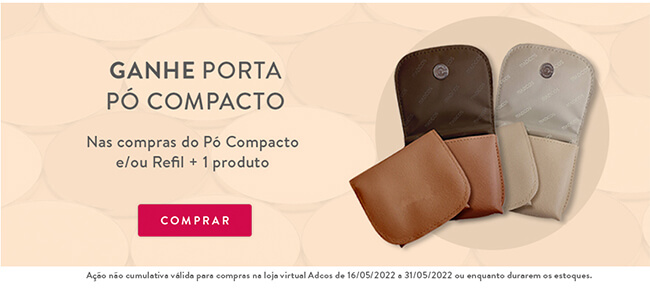 GANHE PORTA
PÓ COMPACTO
Nas compras do Pó Compacto
e/ou Refil + 1 produto
COMPRAR
Ação não cumulativa válida para compras na loja virtual Adcos de 16/05/2022 a 31/05/2022 ou enquanto durarem os estoques.